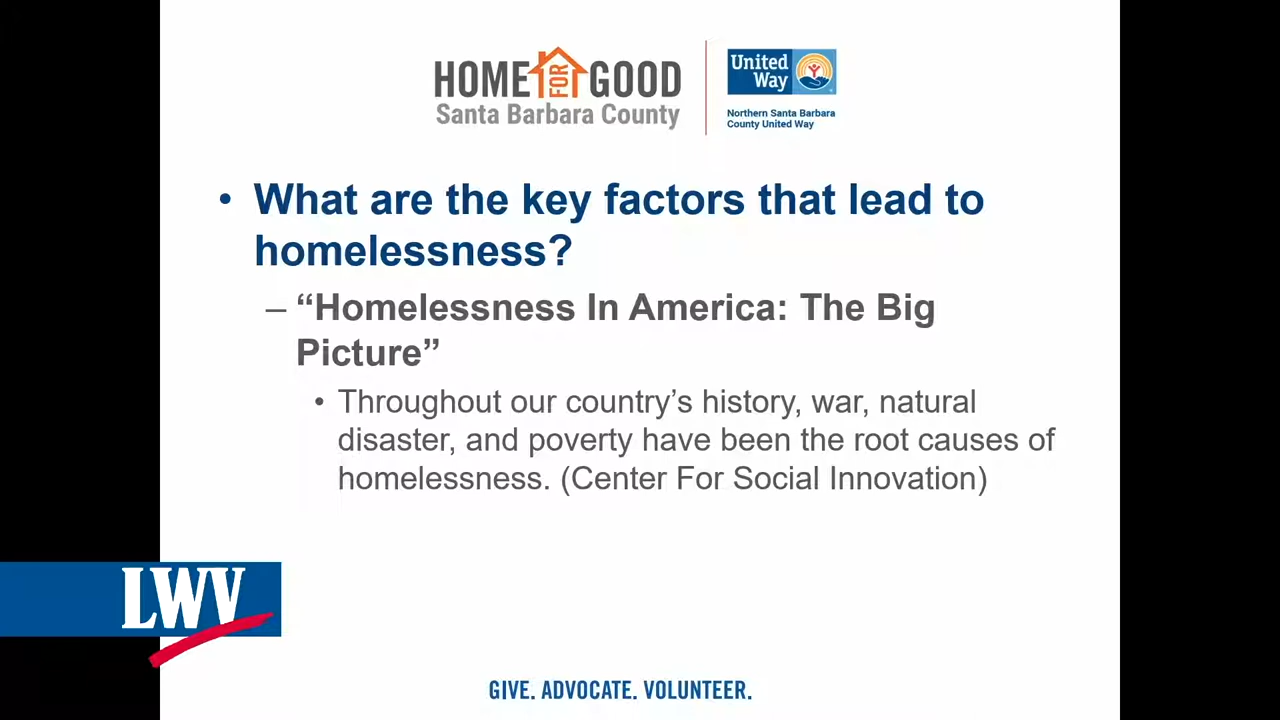 HOME FOR GOOD
Santa Barbara County
United
Way
Northern Santa Barbara
County United Way
• What are the key factors that lead to
homelessness?
– “Homelessness In America: The Big
Picture”
• Throughout our country’s history, war, natural
disaster, and poverty have been the root causes of
homelessness. (Center For Social Innovation)
LWV
GIVE. ADVOCATE. VOLUNTEER.